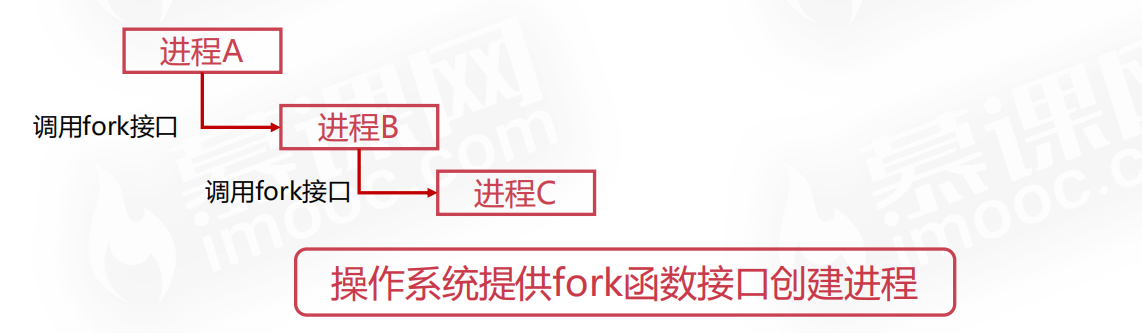 进程A
调用fork接口
进程B
调用fork接口
进程C
操作系统提供fork函数接口创建进程
慕课网
imooc.com
慕课网
imooc.c